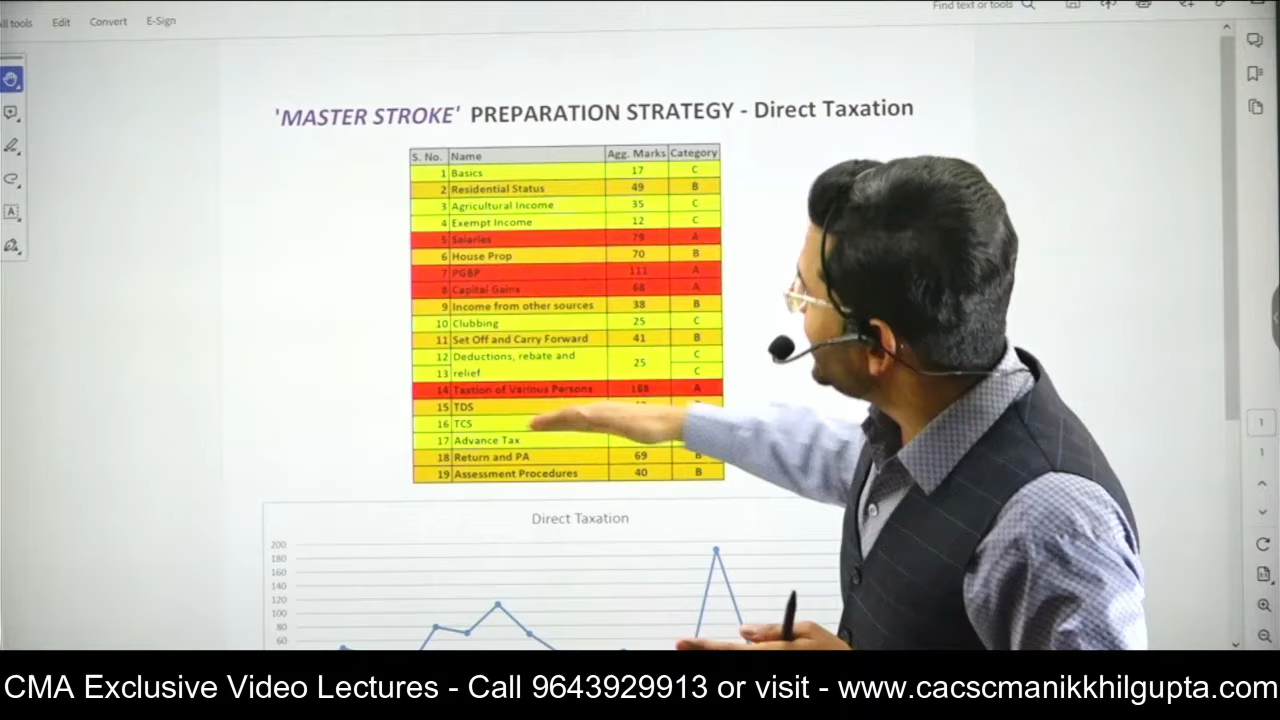 All tools Edit Convert E-Sign Find text or tools
'MASTER STROKE' PREPARATION STRATEGY - Direct Taxation
S. No. Name Agg. Marks Category
1 Basics 17 C
2 Residential Status 49 B
3 Agricultural Income 35 C
4 Exempt Income 12 C
5 Salaries 79 A
6 House Prop 70 B
7 PGBP 111 A
8 Capital Gains 68 A
9 Income from other sources 38 B
10 Clubbing 25 C
11 Set Off and Carry Forward 41 B
12 Deductions, rebate and 25 C
13 relief C
14 Taxtion of Various Persons A
15 TDS
16 TCS
17 Advance Tax
18 Return and PA 69 B
19 Assessment Procedures 40 B
Direct Taxation
200
180
160
140
120
100
80
60
1
1
CMA Exclusive Video Lectures - Call 9643929913 or visit - www.cacscmanikkhilgupta.com